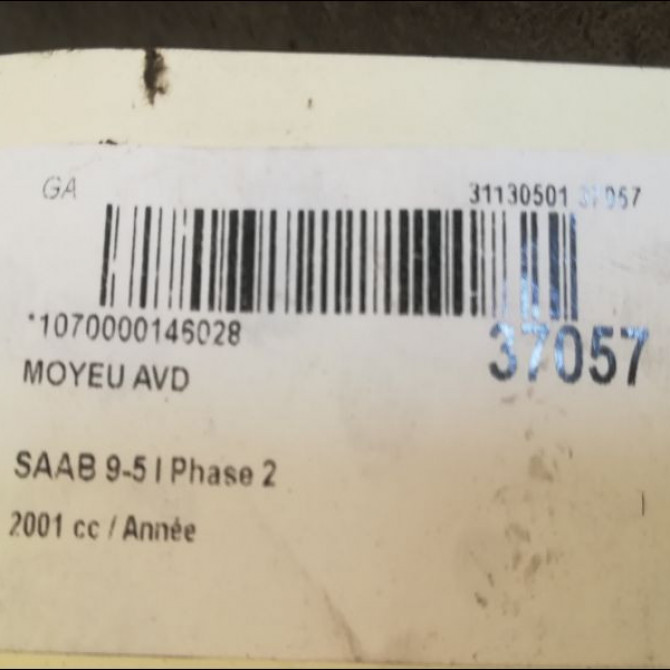 GA
31130501 37057
*1070000146028
37057
MOYEU AVD
SAAB 9-5 I Phase 2
2001 cc / Année